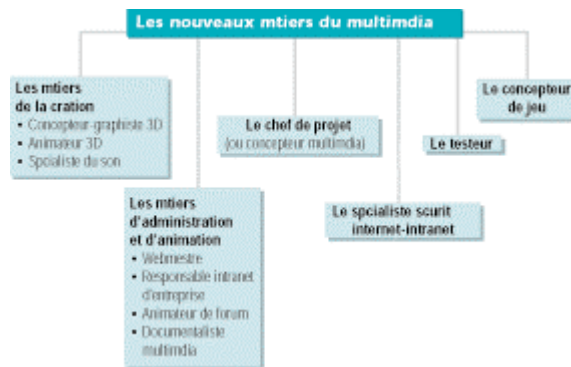 Les nouveaux mtiers du multimdia
Les mtiers
de la cration
• Concepteur-graphiste 3D
• Animateur 3D
• Spcialiste du son
Les mtiers
d'administration
et d'animation
• Webmestre
• Responsable intranet
d'entreprise
• Animateur de forum
• Documentaliste
multimdia
Le chef de projet
(ou concepteur multimdia)
Le spcialiste scurit
internet-intranet
Le testeur
Le concepteur
de jeu